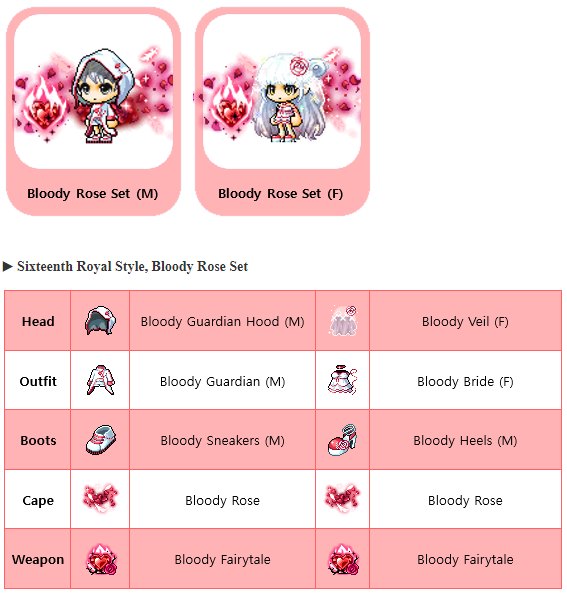 Bloody Rose Set (M)
Bloody Rose Set (F)
▶ Sixteenth Royal Style, Bloody Rose Set
Head Bloody Guardian Hood (M) Bloody Veil (F)
Outfit Bloody Guardian (M) Bloody Bride (F)
Boots Bloody Sneakers (M) Bloody Heels (M)
Cape Bloody Rose Bloody Rose
Weapon Bloody Fairytale Bloody Fairytale